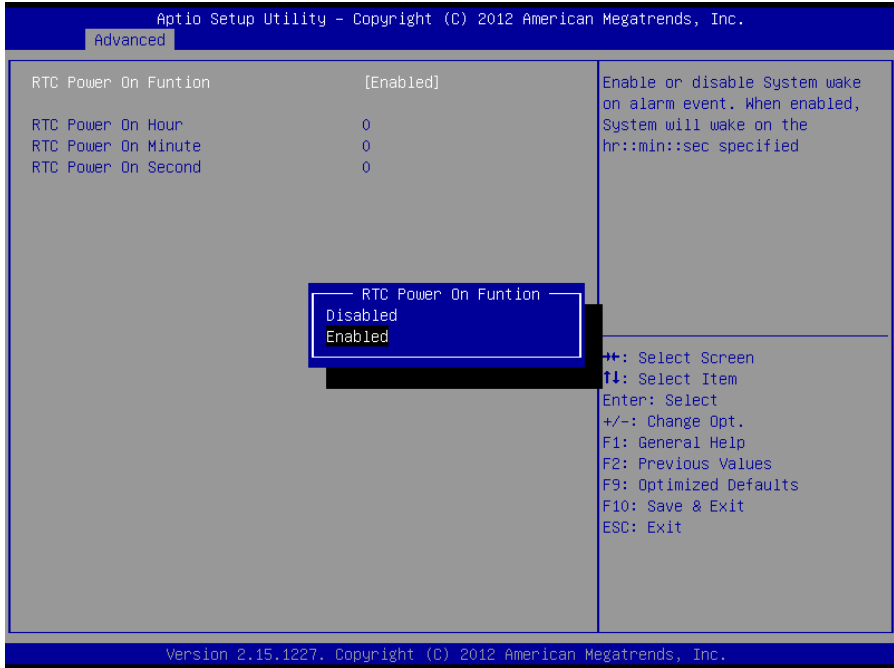 Aptio Setup Utility – Copyright (C) 2012 American Megatrends, Inc.
Advanced
RTC Power On Funtion [Enabled]
RTC Power On Hour 0
RTC Power On Minute 0
RTC Power On Second 0
Enable or disable System wake
on alarm event. When enabled,
System will wake on the
hr::min::sec specified
RTC Power On Funtion
Disabled
Enabled
→←: Select Screen
↑↓: Select Item
Enter: Select
+/-: Change Opt.
F1: General Help
F2: Previous Values
F9: Optimized Defaults
F10: Save & Exit
ESC: Exit
Version 2.15.1227. Copyright (C) 2012 American Megatrends, Inc.